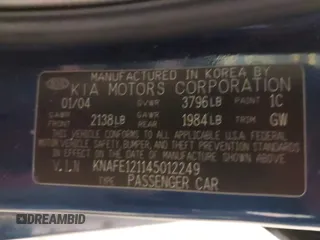 MANUFACTURED IN KOREA BY
KIA MOTORS CORPORATION
01/04 GVWR 3796LB PAINT 1C
GAWR FRONT 2138LB GAWR REAR 1984LB TRIM GW
THIS VEHICLE CONFORMS TO ALL APPLICABLE
U.S. FEDERAL MOTOR VEHICLE SAFETY, BUMPER, AND THEFT
PREVENTION STANDARDS IN EFFECT ON THE DATE OF
MANUFACTURE SHOWN ABOVE.
V.I.N KNAFE121145012249
TYPE PASSENGER CAR
DREAMBID